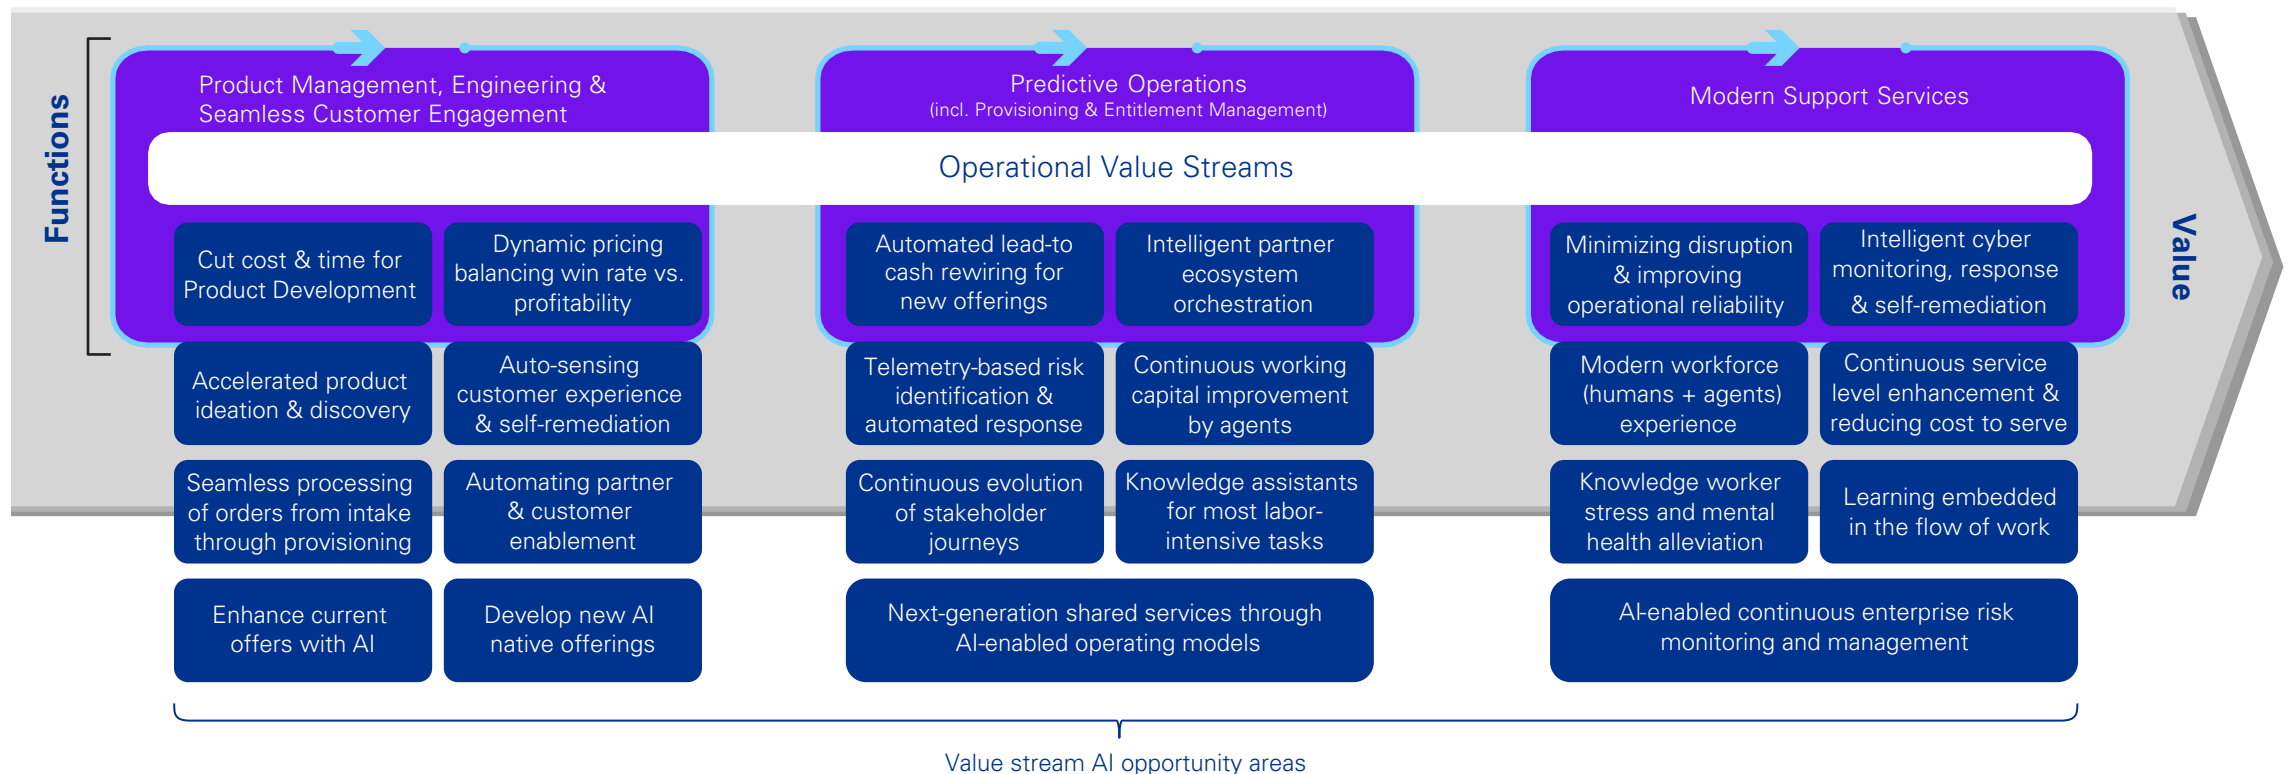 Functions
Product Management, Engineering &
Seamless Customer Engagement
Predictive Operations
(incl. Provisioning & Entitlement Management)
Modern Support Services
Operational Value Streams
Cut cost & time for
Product Development
Dynamic pricing
balancing win rate vs.
profitability
Automated lead-to
cash rewiring for
new offerings
Intelligent partner
ecosystem
orchestration
Minimizing disruption
& improving
operational reliability
Intelligent cyber
monitoring, response
& self-remediation
Value
Accelerated product
ideation & discovery
Auto-sensing
customer experience
& self-remediation
Telemetry-based risk
identification &
automated response
Continuous working
capital improvement
by agents
Modern workforce
(humans + agents)
experience
Continuous service
level enhancement &
reducing cost to serve
Seamless processing
of orders from intake
through provisioning
Automating partner
& customer
enablement
Continuous evolution
of stakeholder
journeys
Knowledge assistants
for most labor-
intensive tasks
Knowledge worker
stress and mental
health alleviation
Learning embedded
in the flow of work
Enhance current
offers with AI
Develop new AI
native offerings
Next-generation shared services through
AI-enabled operating models
AI-enabled continuous enterprise risk
monitoring and management
Value stream AI opportunity areas